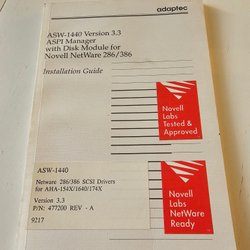 adaptec
ASW-1440 Version 3.3
ASPI Manager
with Disk Module for
Novell NetWare 286/386
Installation Guide
Novell
Labs
Tested &
Approved
ASW-1440
Netware 286/386 SCSI Drivers
for AHA-154X/1640/174X
Version 3.3
P/N: 477200 REV - A
9217
Novell
Labs
NetWare
Ready